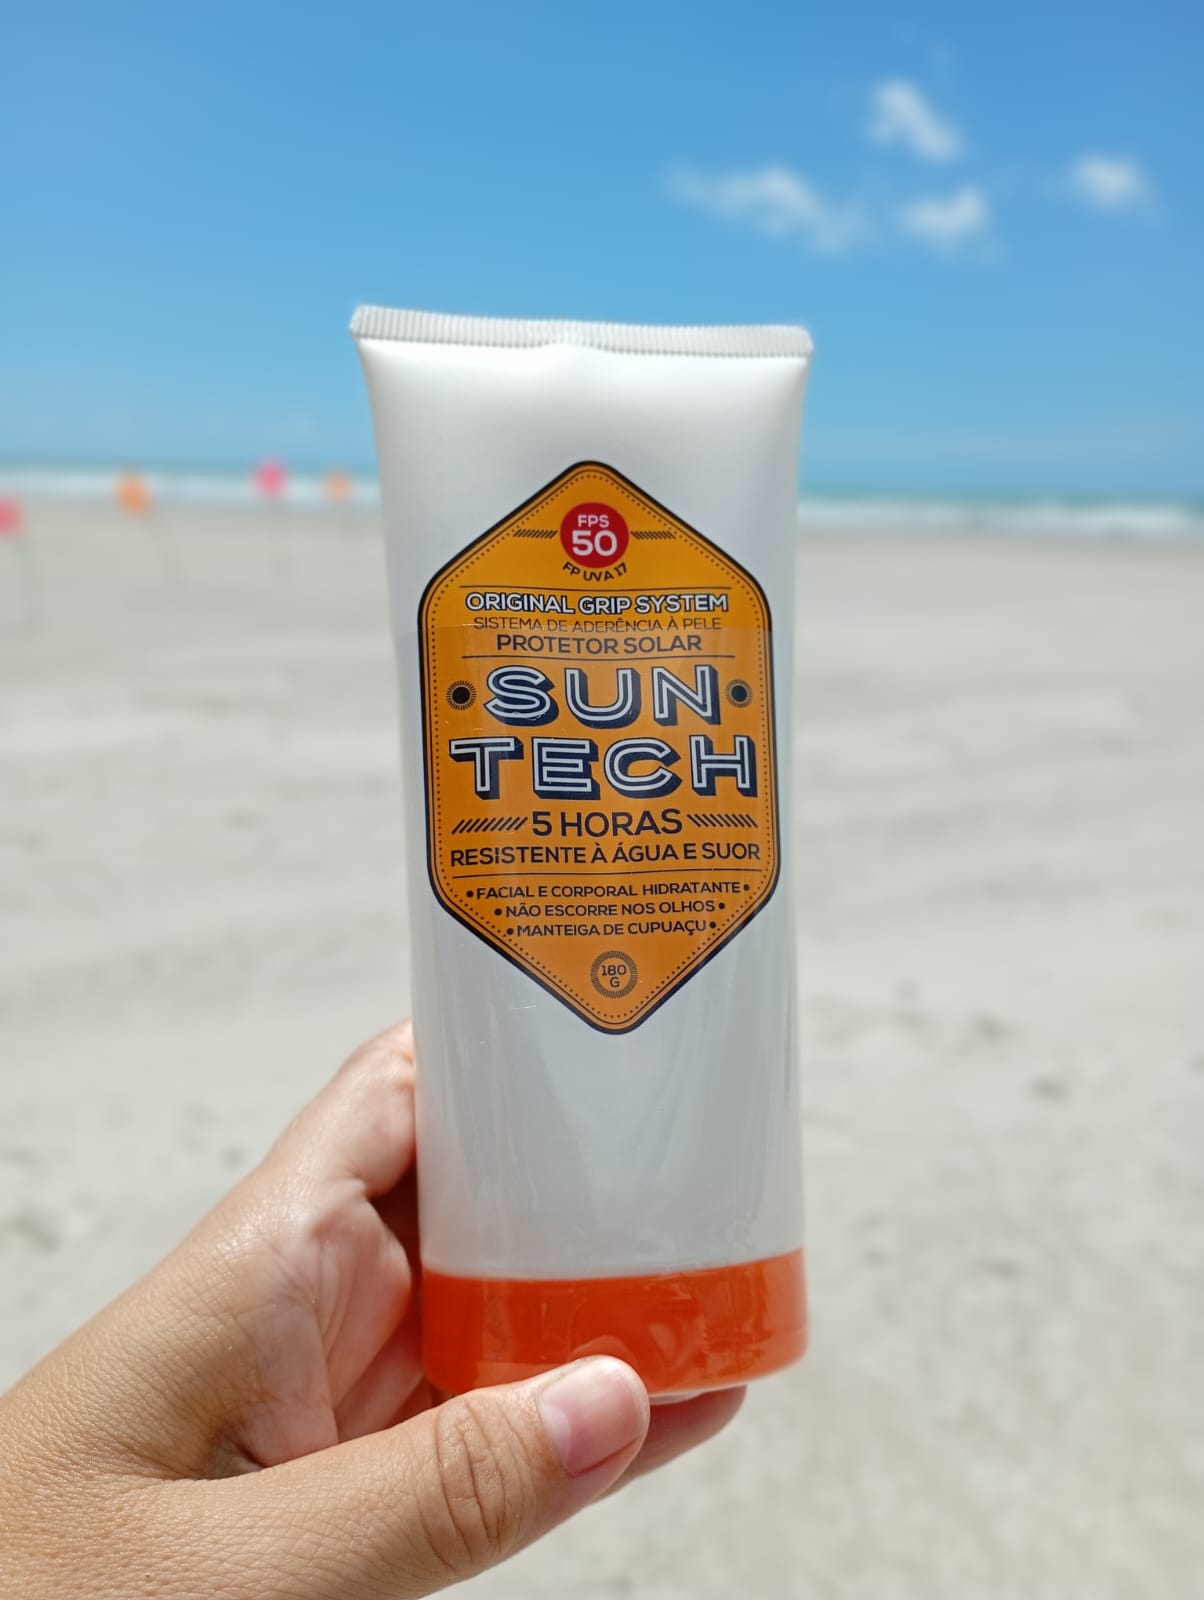 FPS
50
FP UVA 17
ORIGINAL GRIP SYSTEM
SISTEMA DE ADERÊNCIA À PELE
PROTETOR SOLAR
SUN
TECH
5 HORAS
RESISTENTE À ÁGUA E SUOR
•FACIAL E CORPORAL HIDRATANTE•
•NÃO ESCORRE NOS OLHOS•
•MANTEIGA DE CUPUAÇU•
180
G